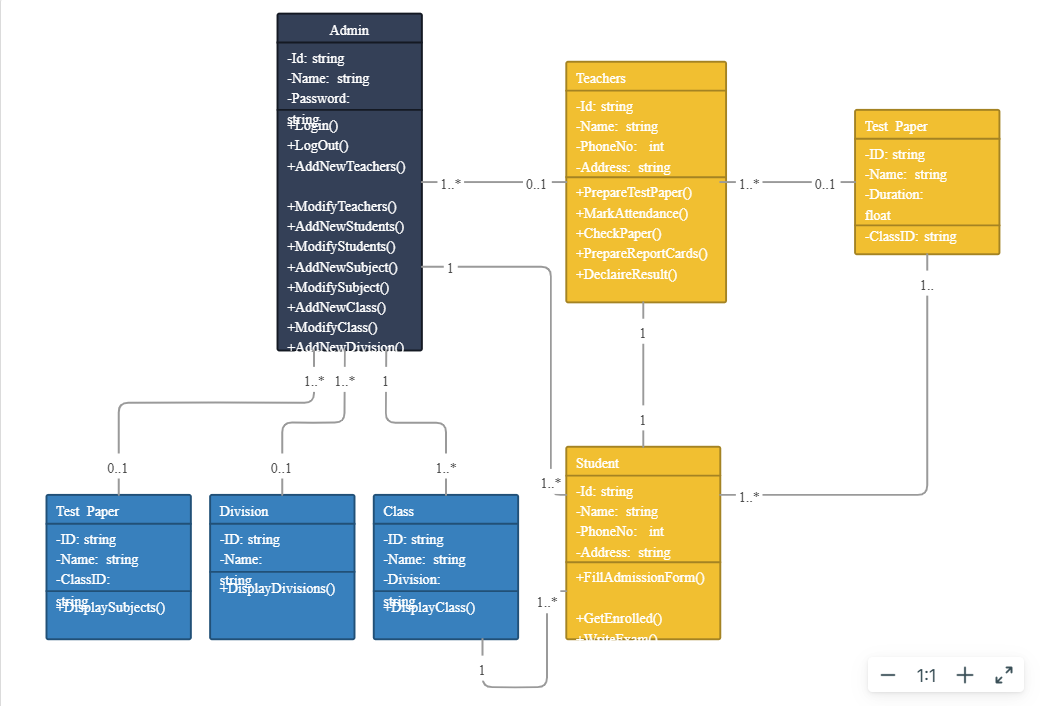 Admin
-Id: string
-Name: string
-Password:
string
+Login()
+LogOut()
+AddNewTeachers()
+ModifyTeachers()
+AddNewStudents()
+ModifyStudents()
+AddNewSubject()
+ModifySubject()
+AddNewClass()
+ModifyClass()
+AddNewDivision()
Teachers
-Id: string
-Name: string
-PhoneNo: int
-Address: string
+PrepareTestPaper()
+MarkAttendance()
+CheckPaper()
+PrepareReportCards()
+DeclaireResult()
Test Paper
-ID: string
-Name: string
-Duration:
float
-ClassID: string
1..*
0..1
1..*
0..1
1
1..
1
1
1..*
1..*
1
0..1
0..1
1..*
1..*
1..*
Test Paper
-ID: string
-Name: string
-ClassID:
string
+DisplaySubjects()
Division
-ID: string
-Name:
string
+DisplayDivisions()
Class
-ID: string
-Name: string
-Division:
string
+DisplayClass()
Student
-Id: string
-Name: string
-PhoneNo: int
-Address: string
+FillAdmissionForm()
+GetEnrolled()
+WriteExam()
1..*
1
1:1